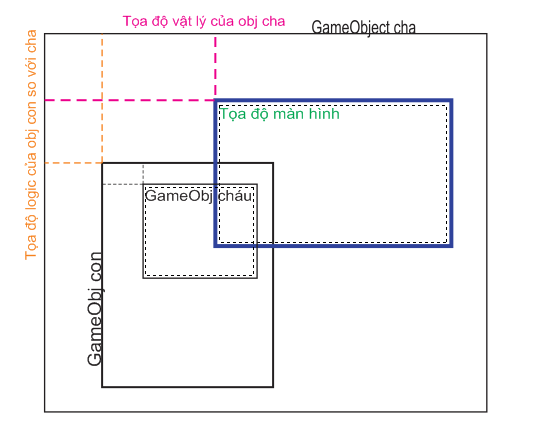 Tọa độ vật lý của obj cha
GameObject cha
Tọa độ logic của obj con so với cha
Tọa độ màn hình
GameObj cháu
GameObj con